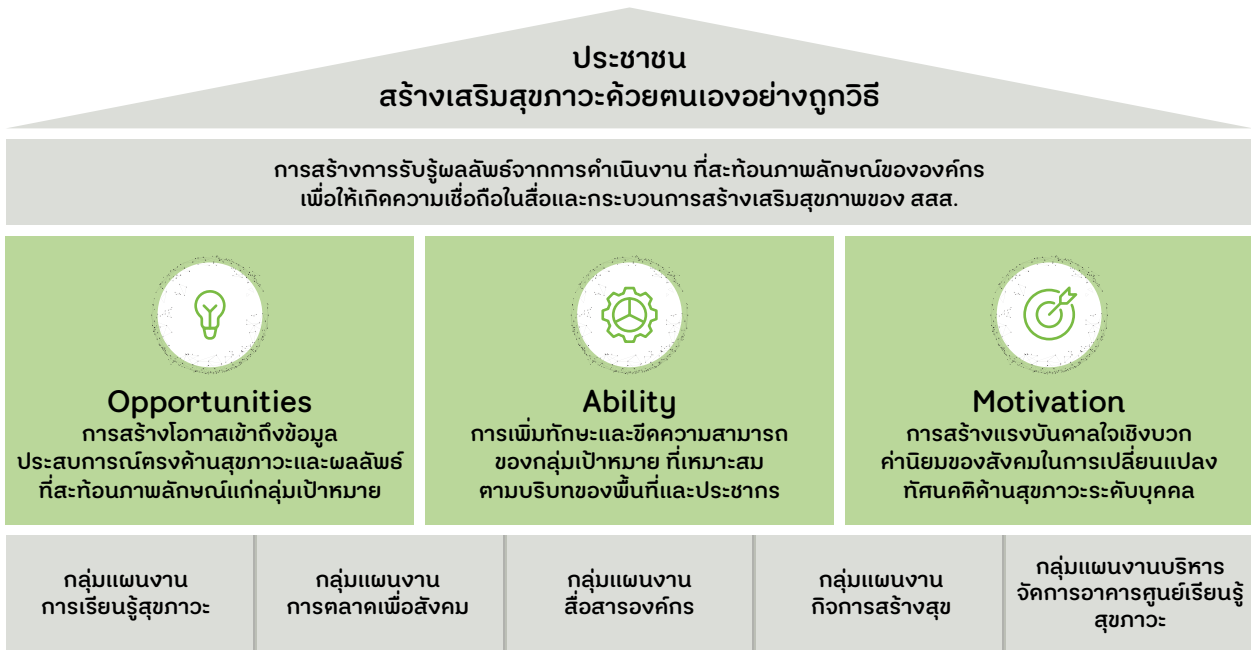 ประชาชน
สร้างเสริมสุขภาวะด้วยตนเองอย่างถูกวิธี
การสร้างการรับรู้ผลลัพธ์จากการดำเนินงาน ที่สะท้อนภาพลักษณ์ขององค์กร
เพื่อให้เกิดความเชื่อถือในสื่อและกระบวนการสร้างเสริมสุขภาพของ สสส.
Opportunities
การสร้างโอกาสเข้าถึงข้อมูล
ประสบการณ์ตรงด้านสุขภาวะและผลลัพธ์
ที่สะท้อนภาพลักษณ์แก่กลุ่มเป้าหมาย
Ability
การเพิ่มทักษะและขีดความสามารถ
ของกลุ่มเป้าหมาย ที่เหมาะสม
ตามบริบทของพื้นที่และประชากร
Motivation
การสร้างแรงบันดาลใจเชิงบวก
ค่านิยมของสังคมในการเปลี่ยนแปลง
ทัศนคติด้านสุขภาวะระดับบุคคล
กลุ่มแผนงาน
การเรียนรู้สุขภาวะ
กลุ่มแผนงาน
การตลาดเพื่อสังคม
กลุ่มแผนงาน
สื่อสารองค์กร
กลุ่มแผนงาน
กิจการสร้างสุข
กลุ่มแผนงานบริหาร
จัดการอาคารศูนย์เรียนรู้
สุขภาวะ